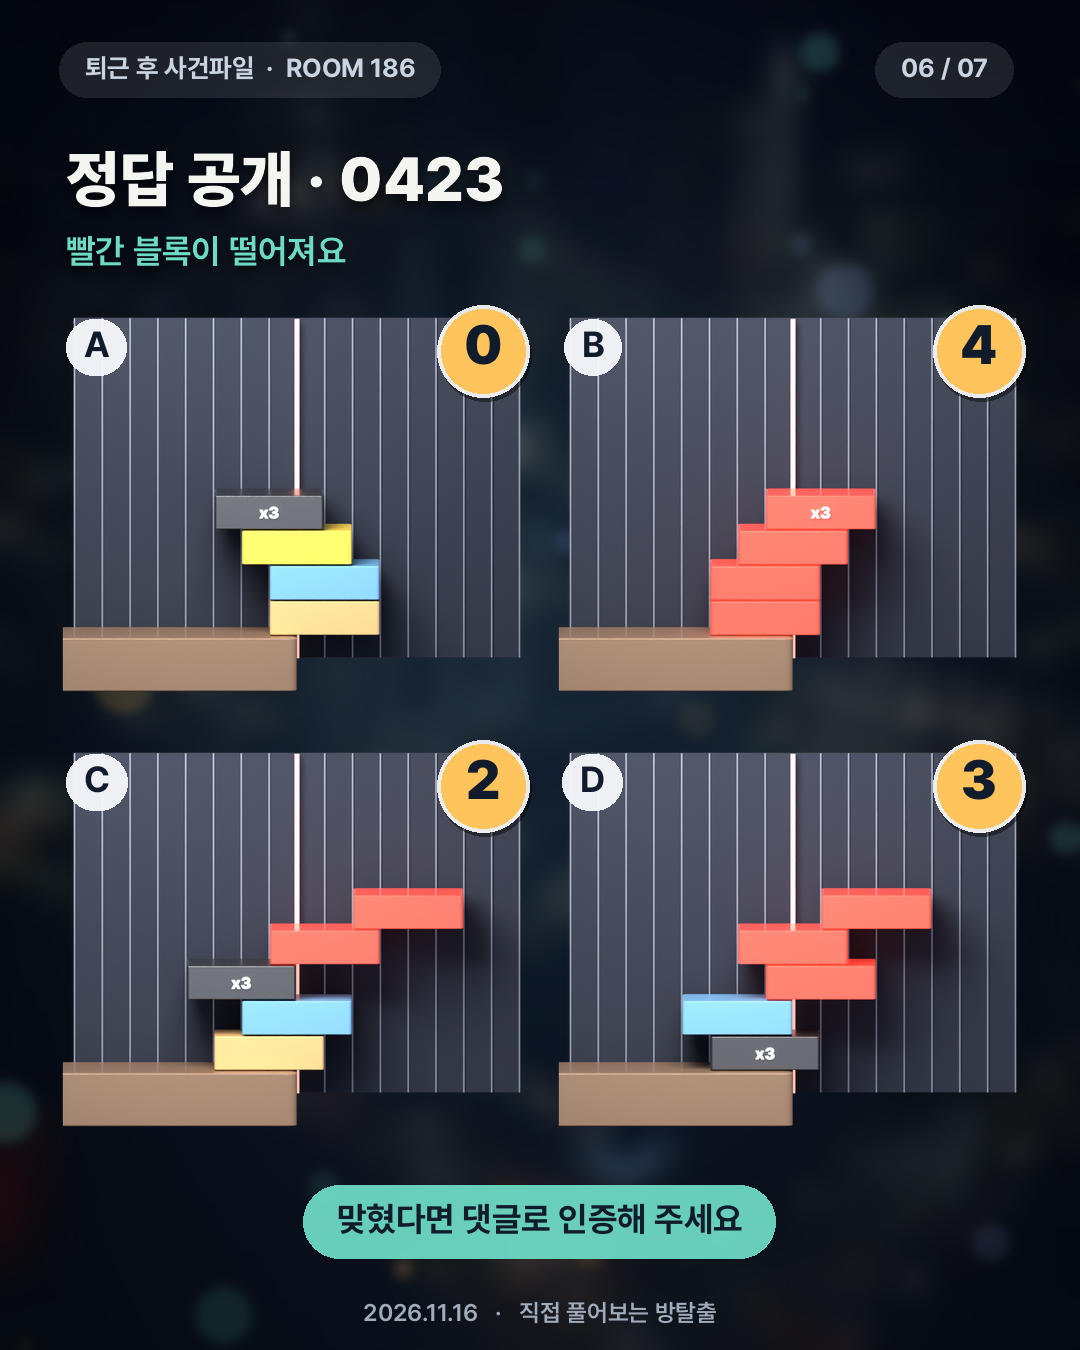 퇴근 후 사건파일 · ROOM 186
06 / 07
정답 공개 · 0423
빨간 블록이 떨어져요
A
0
B
4
x3
x3
C
2
D
3
x3
x3
맞혔다면 댓글로 인증해 주세요
2026.11.16 · 직접 풀어보는 방탈출